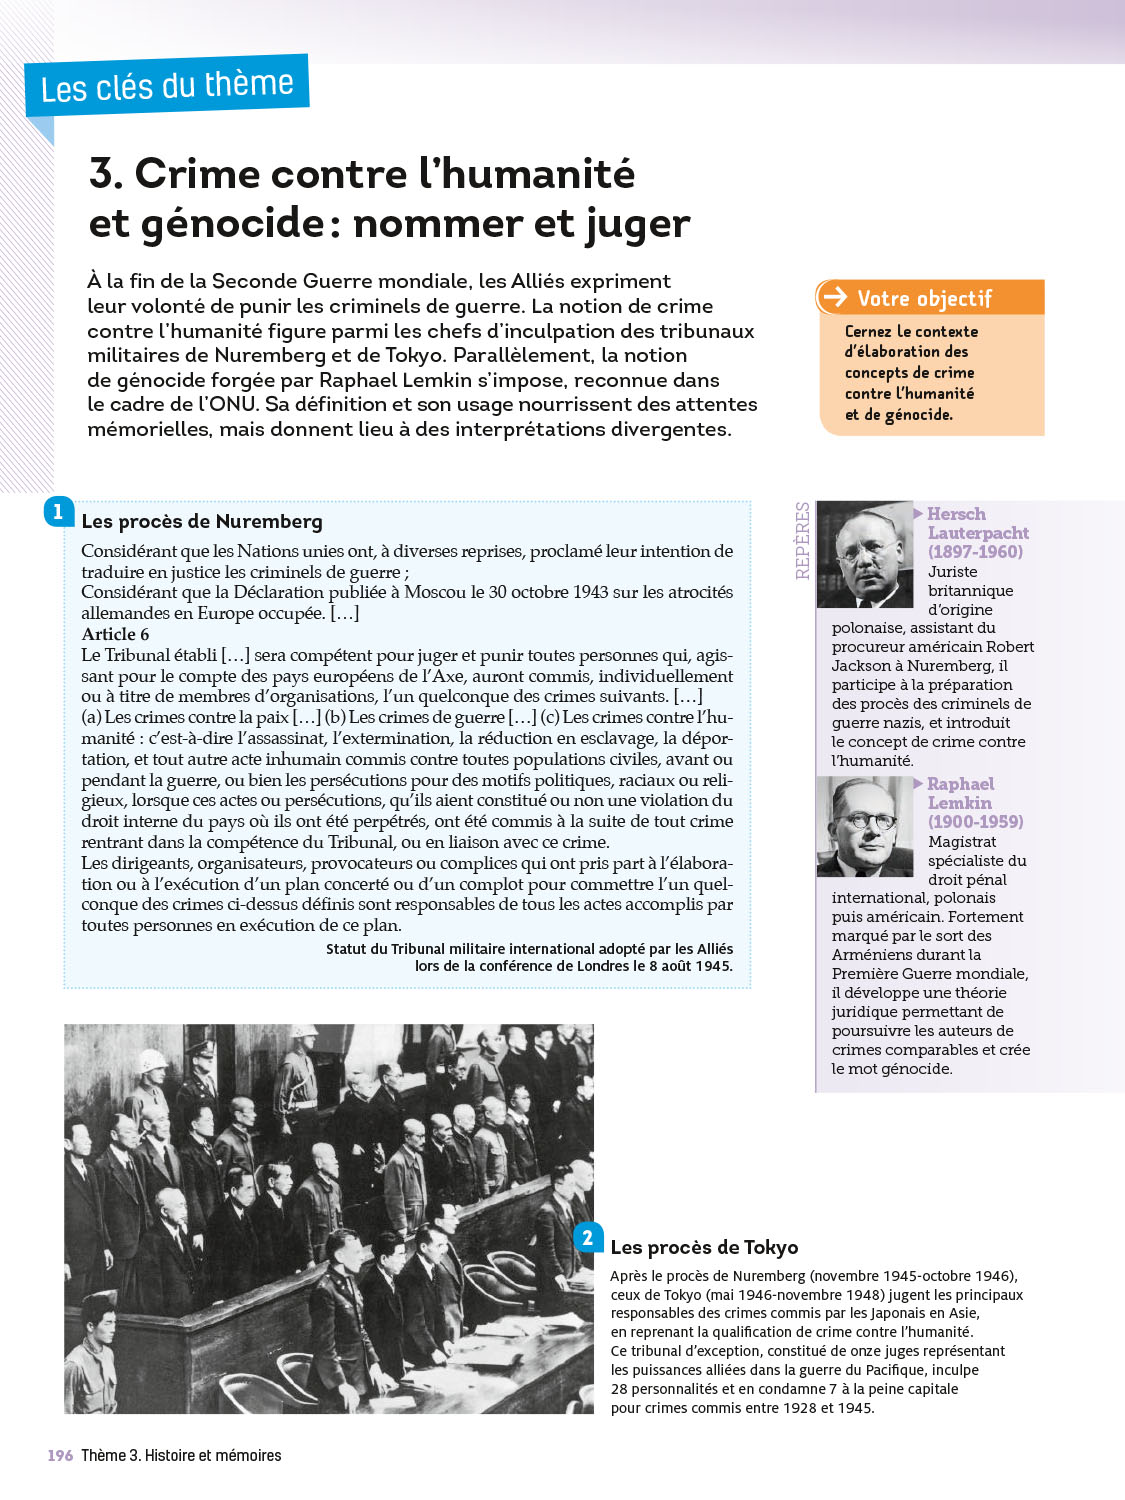 Les clés du thème
3. Crime contre l'humanité
et génocide : nommer et juger
À la fin de la Seconde Guerre mondiale, les Alliés expriment
leur volonté de punir les criminels de guerre. La notion de crime
contre l'humanité figure parmi les chefs d'inculpation des tribunaux
militaires de Nuremberg et de Tokyo. Parallèlement, la notion
de génocide forgée par Raphael Lemkin s'impose, reconnue dans
le cadre de l'ONU. Sa définition et son usage nourrissent des attentes
mémorielles, mais donnent lieu à des interprétations divergentes.
Votre objectif
Cernez le contexte
d'élaboration des
concepts de crime
contre l'humanité
et de génocide.
1
Les procès de Nuremberg
Considérant que les Nations unies ont, à diverses reprises, proclamé leur intention de
traduire en justice les criminels de guerre ;
Considérant que la Déclaration publiée à Moscou le 30 octobre 1943 sur les atrocités
allemandes en Europe occupée. […]
Article 6
Le Tribunal établi […] sera compétent pour juger et punir toutes personnes qui, agis-
sant pour le compte des pays européens de l'Axe, auront commis, individuellement
ou à titre de membres d'organisations, l'un quelconque des crimes suivants. […]
(a) Les crimes contre la paix […] (b) Les crimes de guerre […] (c) Les crimes contre l'hu-
manité : c'est-à-dire l'assassinat, l'extermination, la réduction en esclavage, la dépor-
tation, et tout autre acte inhumain commis contre toutes populations civiles, avant ou
pendant la guerre, ou bien les persécutions pour des motifs politiques, raciaux ou reli-
gieux, lorsque ces actes ou persécutions, qu'ils aient constitué ou non une violation du
droit interne du pays où ils ont été perpétrés, ont été commis à la suite de tout crime
rentrant dans la compétence du Tribunal, ou en liaison avec ce crime.
Les dirigeants, organisateurs, provocateurs ou complices qui ont pris part à l'élabora-
tion ou à l'exécution d'un plan concerté ou d'un complot pour commettre l'un quel-
conque des crimes ci-dessus définis sont responsables de tous les actes accomplis par
toutes personnes en exécution de ce plan.
Statut du Tribunal militaire international adopté par les Alliés
lors de la conférence de Londres le 8 août 1945.
REPÈRES
Hersch
Lauterpacht
(1897-1960)
Juriste
britannique
d'origine
polonaise, assistant du
procureur américain Robert
Jackson à Nuremberg, il
participe à la préparation
des procès des criminels de
guerre nazis, et introduit
le concept de crime contre
l'humanité.
Raphael
Lemkin
(1900-1959)
Magistrat
spécialiste du
droit pénal
international, polonais
puis américain. Fortement
marqué par le sort des
Arméniens durant la
Première Guerre mondiale,
il développe une théorie
juridique permettant de
poursuivre les auteurs de
crimes comparables et crée
le mot génocide.
2
Les procès de Tokyo
Après le procès de Nuremberg (novembre 1945-octobre 1946),
ceux de Tokyo (mai 1946-novembre 1948) jugent les principaux
responsables des crimes commis par les Japonais en Asie,
en reprenant la qualification de crime contre l'humanité.
Ce tribunal d'exception, constitué de onze juges représentant
les puissances alliées dans la guerre du Pacifique, inculpe
28 personnalités et en condamne 7 à la peine capitale
pour crimes commis entre 1928 et 1945.
196 Thème 3. Histoire et mémoires